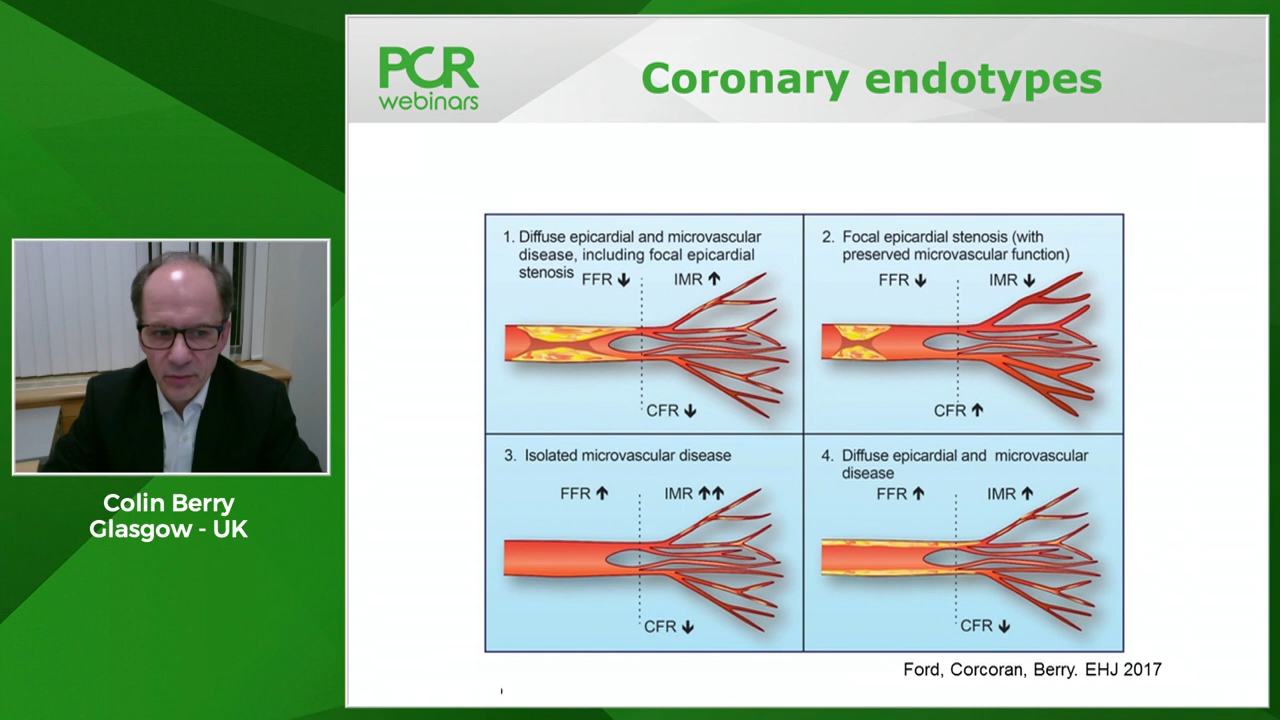 PCR
webinars
Coronary endotypes
1. Diffuse epicardial and microvascular
disease, including focal epicardial
stenosis
FFR ↓
IMR ↑
CFR ↓
2. Focal epicardial stenosis (with
preserved microvascular function)
FFR ↓
IMR ↓
CFR ↑
3. Isolated microvascular disease
FFR ↑
IMR ↑↑
CFR ↓
4. Diffuse epicardial and microvascular
disease
FFR ↑
IMR ↑
CFR ↓
Ford, Corcoran, Berry. EHJ 2017
Colin Berry
Glasgow - UK